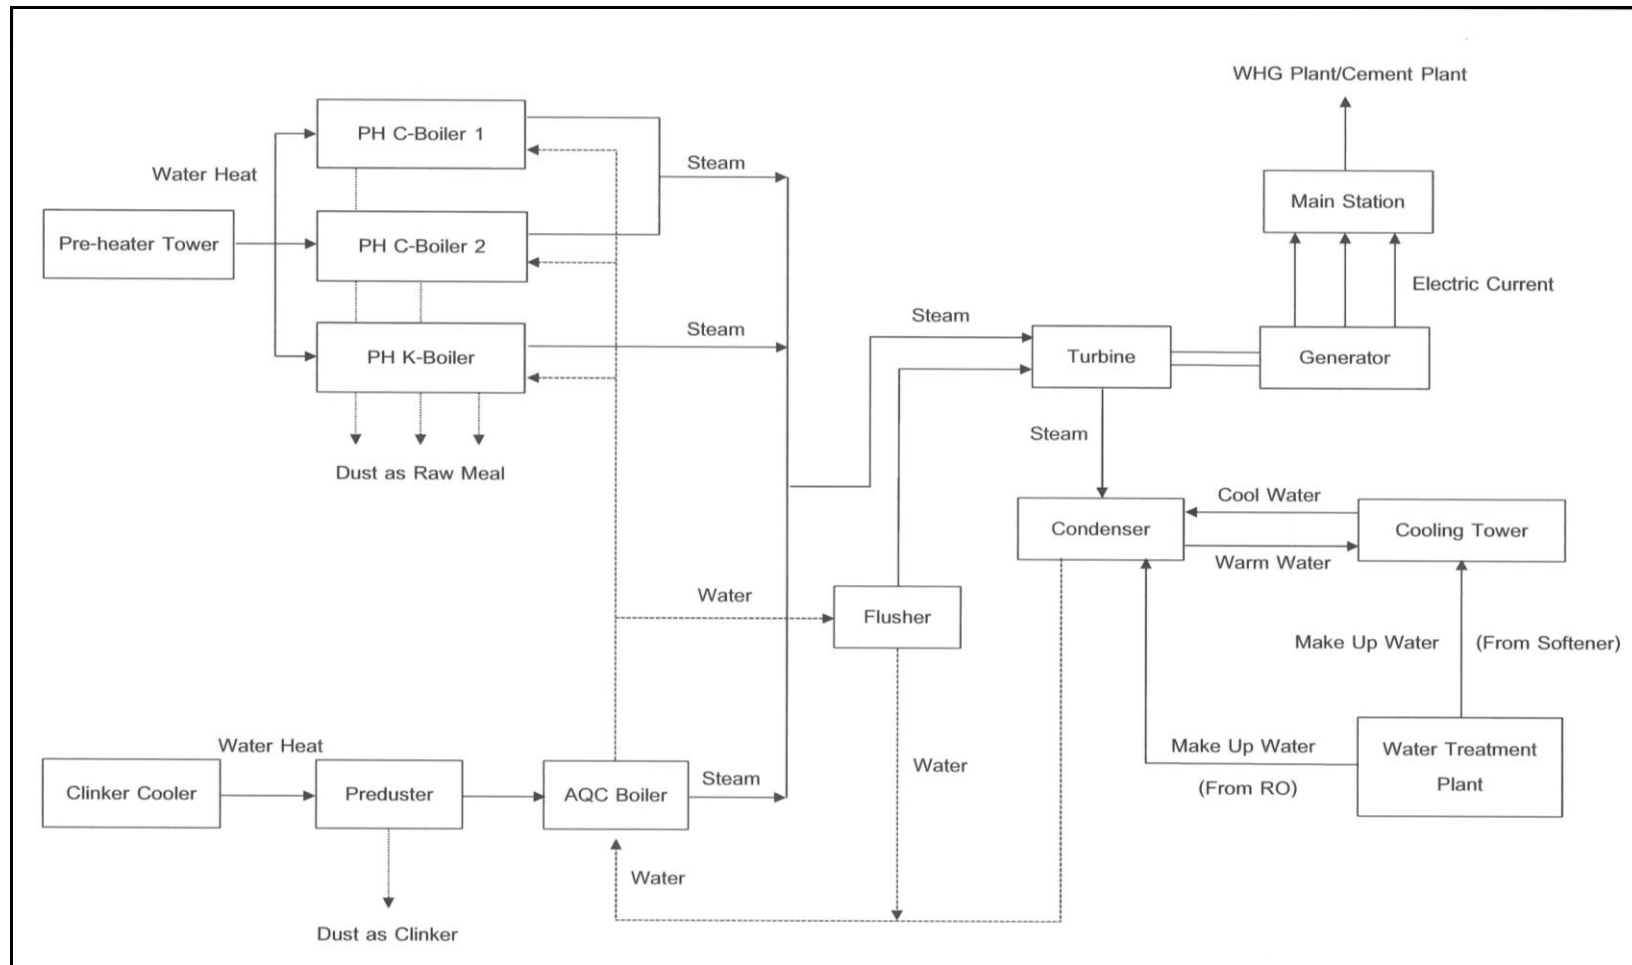 WHG Plant/Cement Plant
PH C-Boiler 1
Steam
Water Heat
Main Station
Pre-heater Tower
PH C-Boiler 2
Electric Current
Steam
Steam
PH K-Boiler
Turbine
Generator
Steam
Dust as Raw Meal
Cool Water
Condenser
Cooling Tower
Warm Water
Water
Flusher
Make Up Water
(From Softener)
Water Heat
Make Up Water
(From RO)
Water Treatment
Plant
Water
Clinker Cooler
Preduster
AQC Boiler
Steam
Water
Dust as Clinker